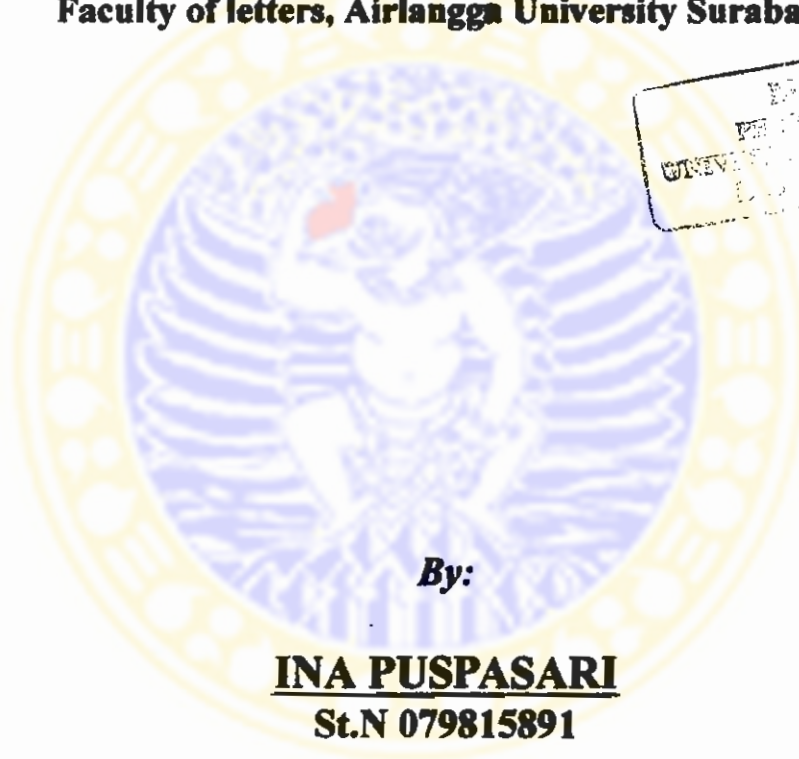 Faculty of letters, Airlangga University Suraba
By:
INA PUSPASARI
St.N 079815891